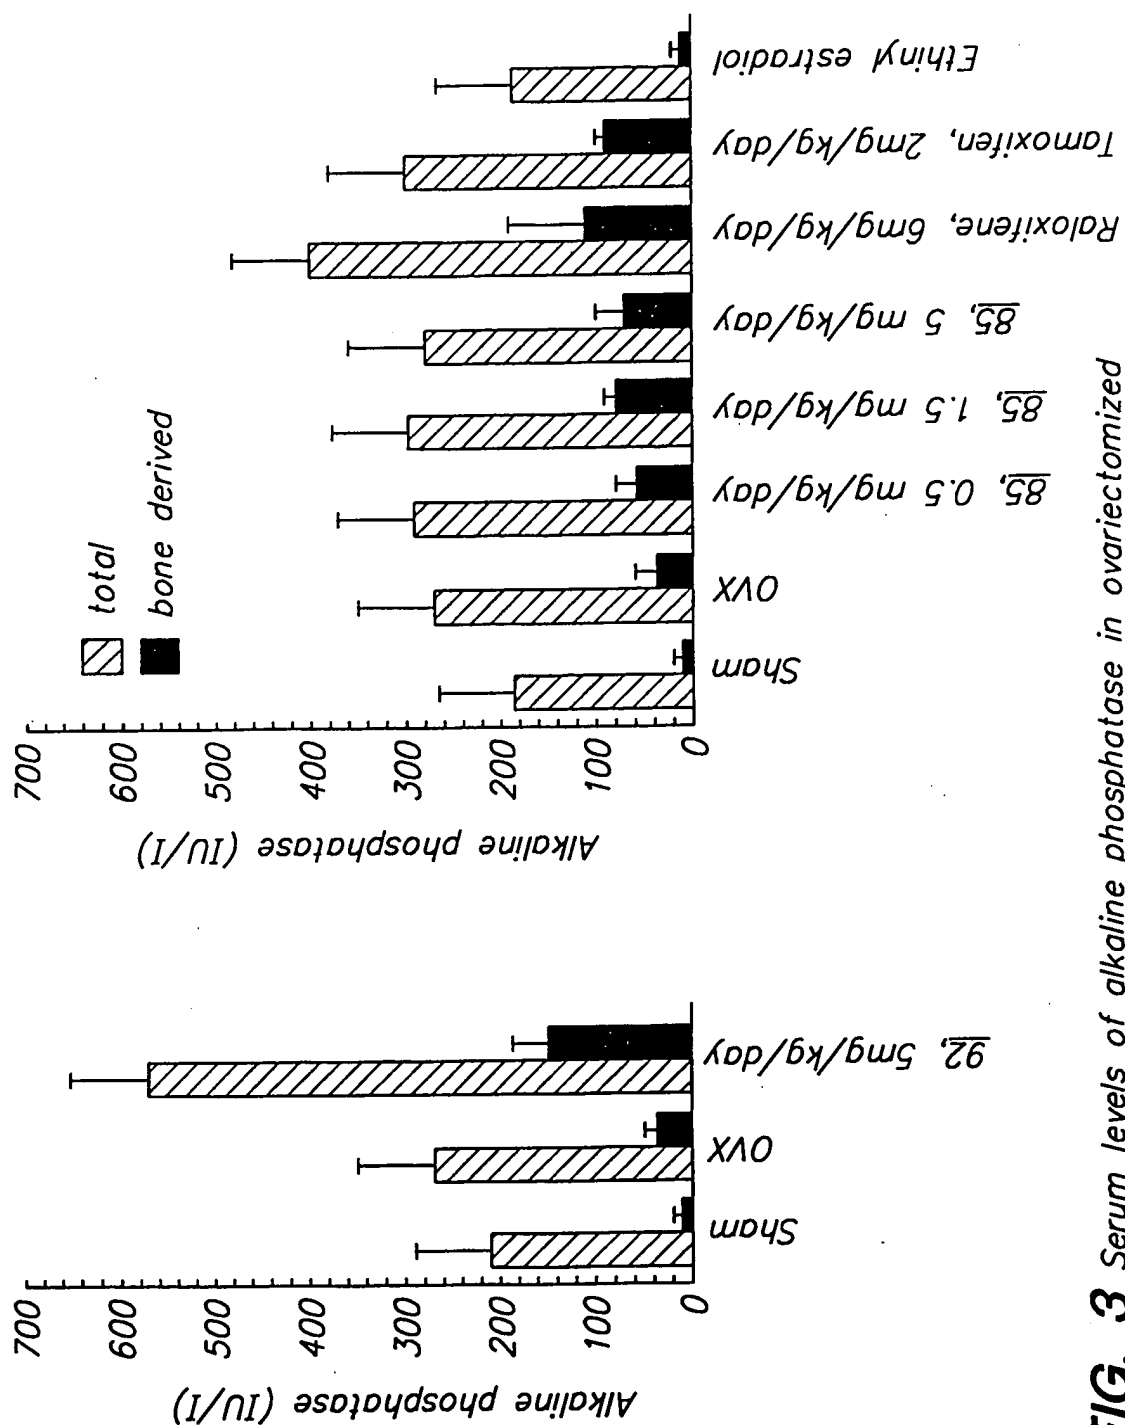 Alkaline phosphatase (IU/l)
700
600
500
400
300
200
100
0
Sham
OVX
92, 5mg/kg/day
Alkaline phosphatase (IU/l)
700
600
500
400
300
200
100
0
total
bone derived
Sham
OVX
85, 0.5 mg/kg/day
85, 1.5 mg/kg/day
85, 5 mg/kg/day
Raloxifene, 6mg/kg/day
Tamoxifen, 2mg/kg/day
Ethinyl estradiol
FIG. 3 Serum levels of alkaline phosphatase in ovariectomized